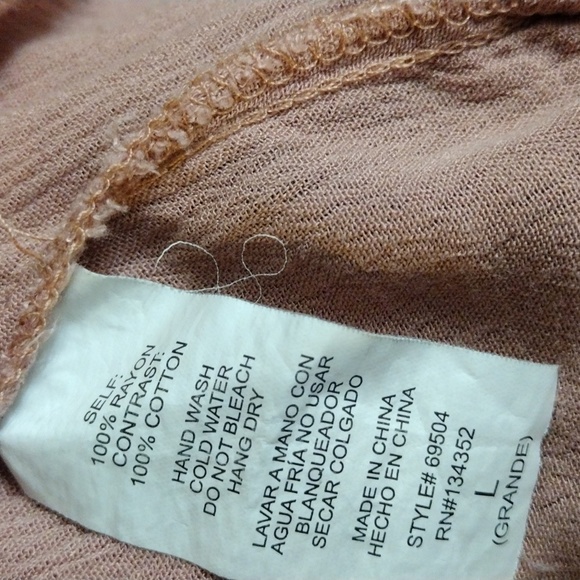 SELF:
100% RAYON
CONTRAST:
100% COTTON
HAND WASH
COLD WATER
DO NOT BLEACH
HANG DRY
LAVAR A MANO CON
AGUA FRIA NO USAR
BLANQUEADOR
SECAR COLGADO
MADE IN CHINA
HECHO EN CHINA
STYLE# 69504
RN#134352
L
(GRANDE)